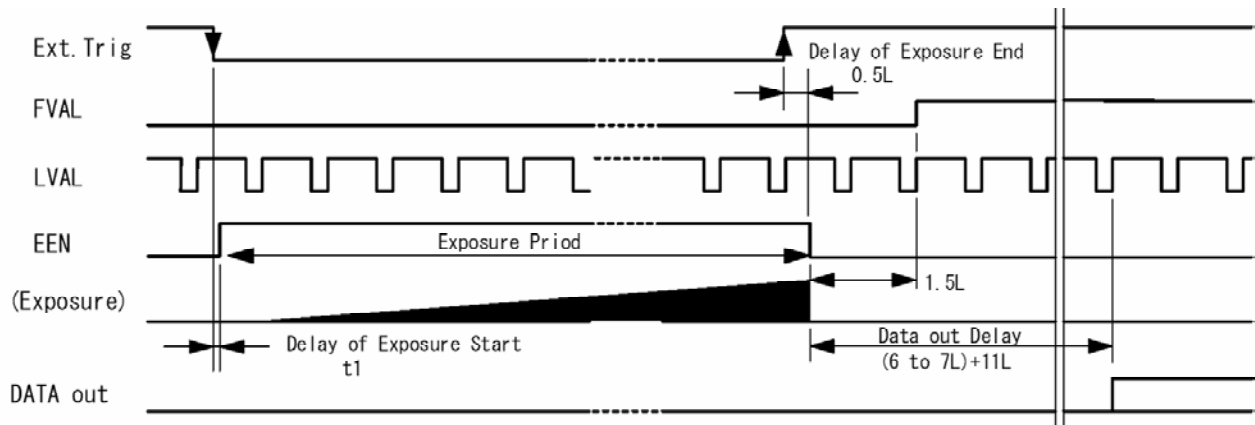 Ext. Trig
Delay of Exposure End
0.5L
FVAL
LVAL
EEN
Exposure Priod
(Exposure)
1.5L
Delay of Exposure Start
t1
Data out Delay
(6 to 7L)+11L
DATA out